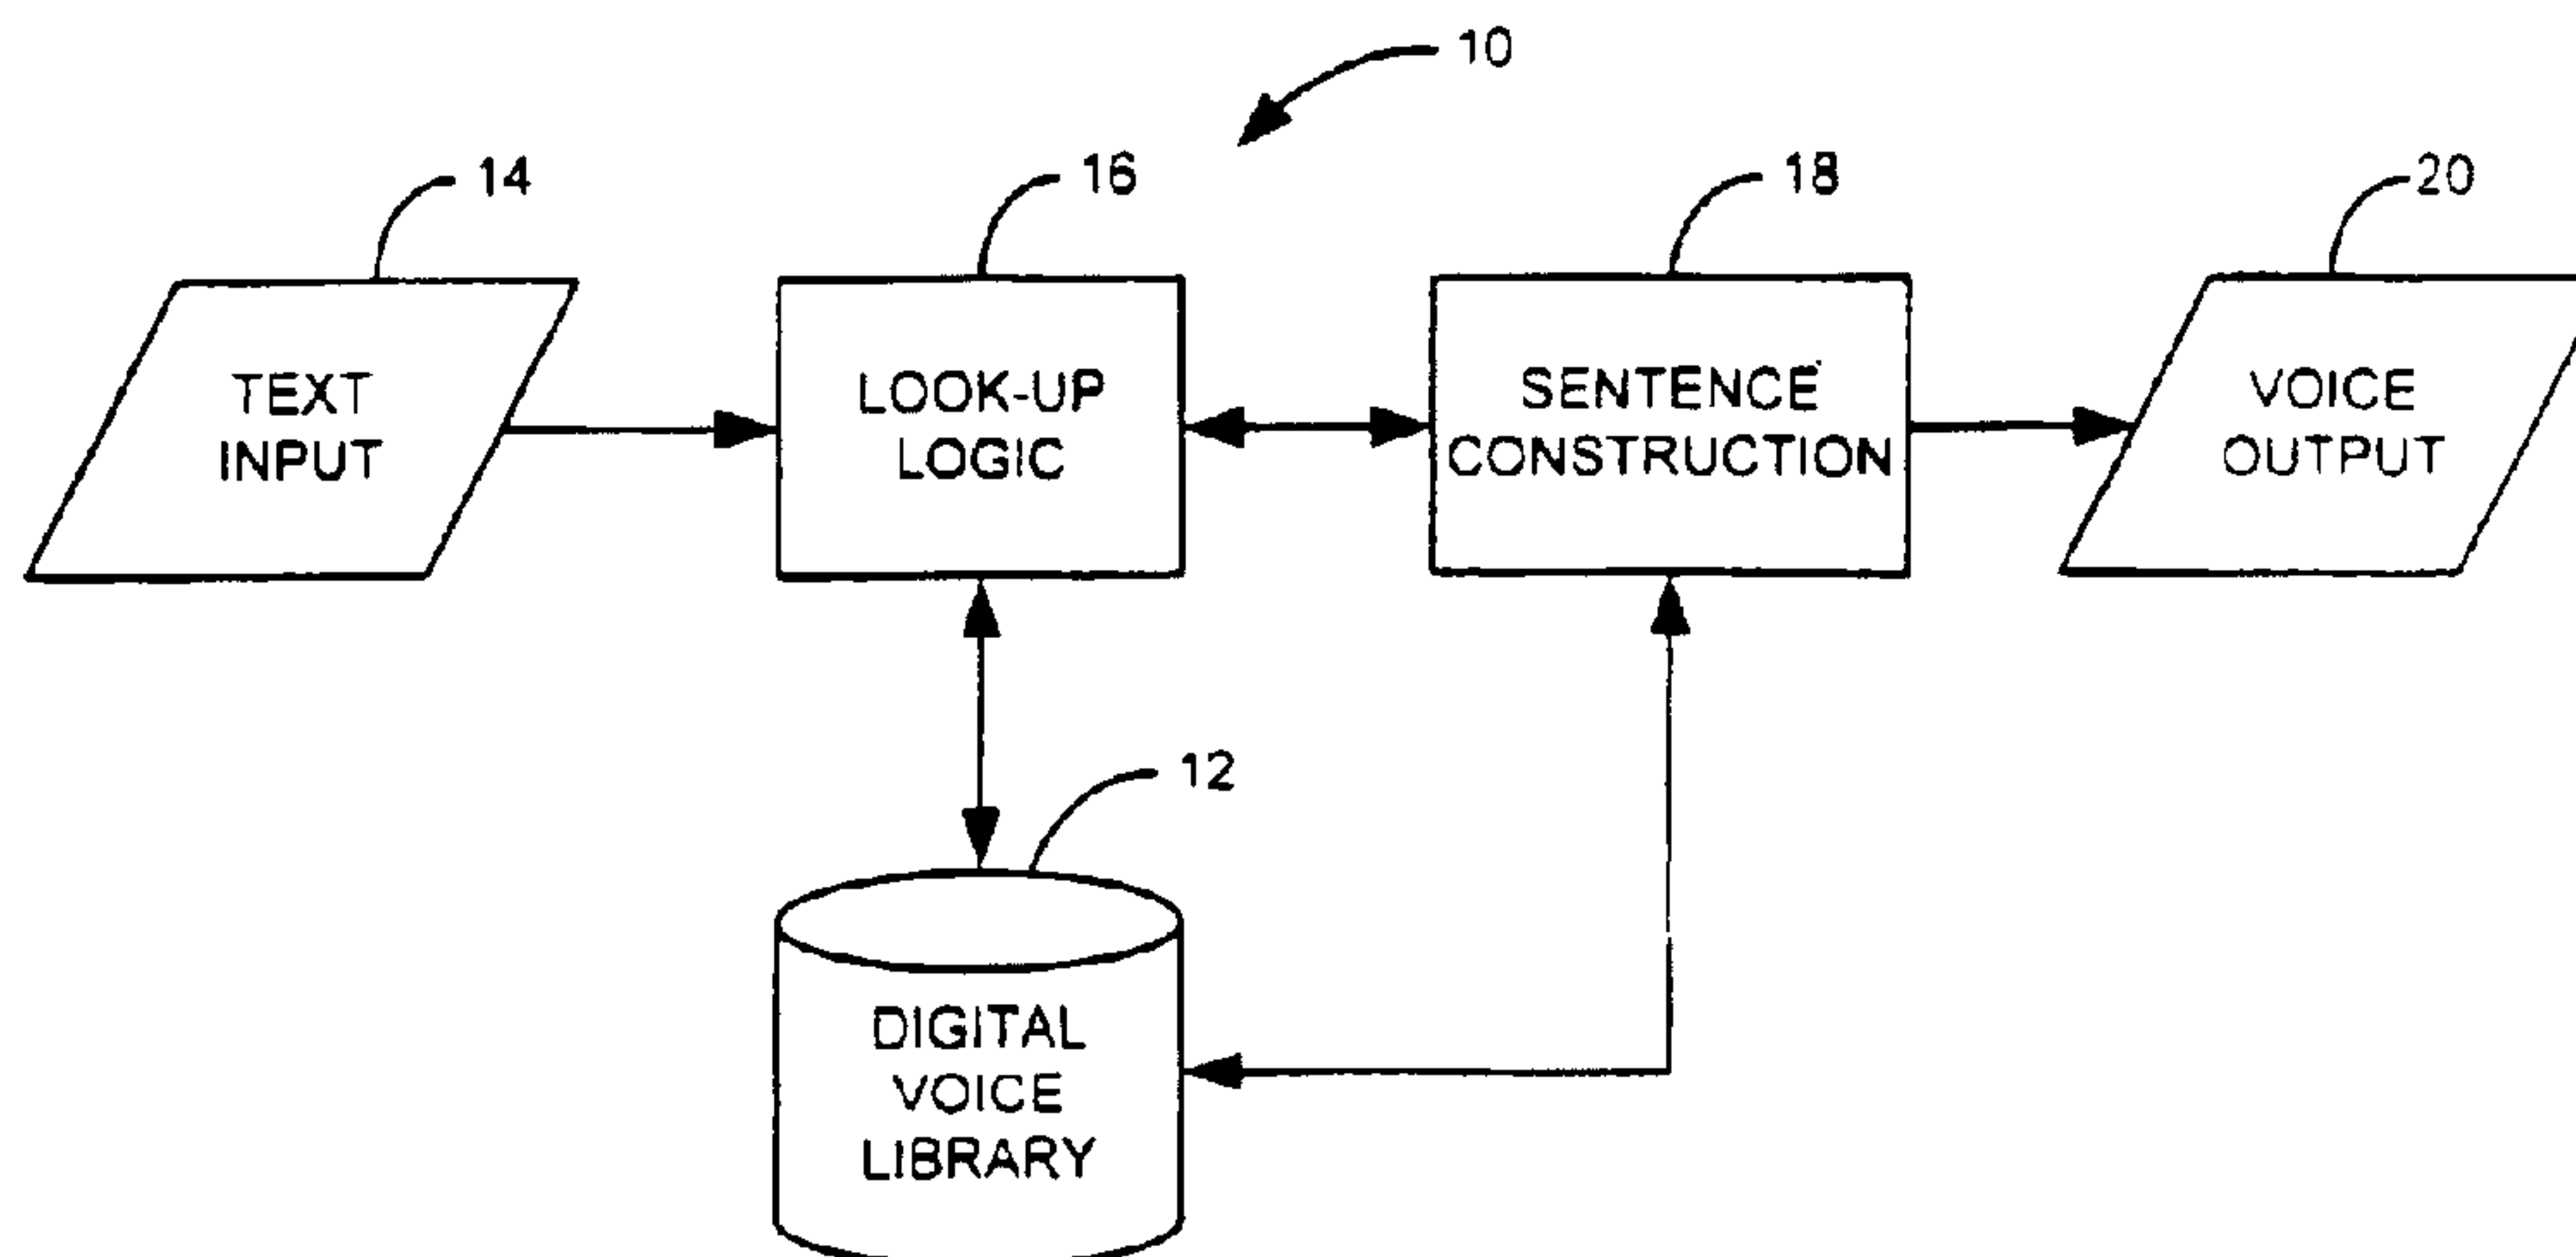 10
14
16
18
20
TEXT
INPUT
LOOK-UP
LOGIC
SENTENCE
CONSTRUCTION
VOICE
OUTPUT
12
DIGITAL
VOICE
LIBRARY